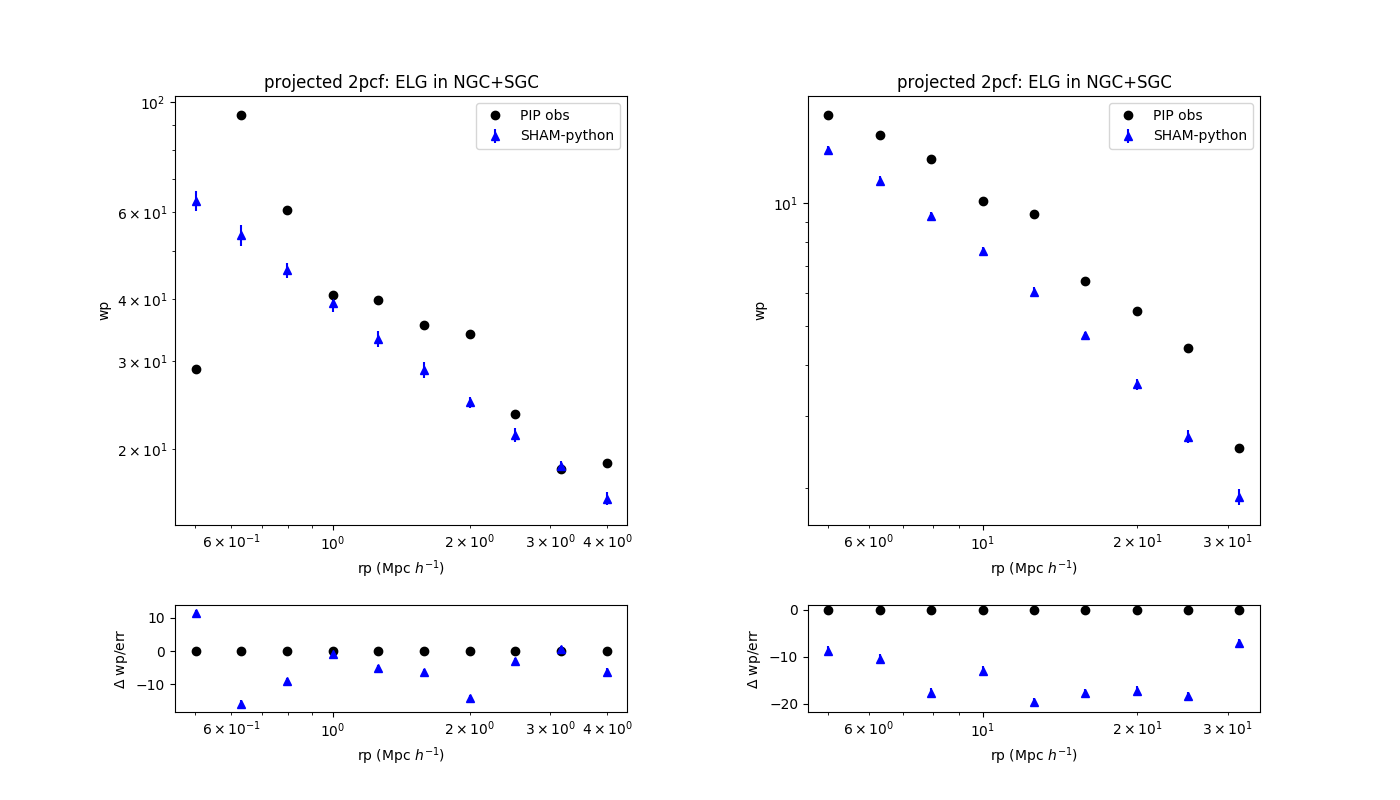 projected 2pcf: ELG in NGC+SGC
PIP obs
SHAM-python
10²
6 × 10¹
4 × 10¹
3 × 10¹
2 × 10¹
wp
6 × 10⁻¹
10⁰
2 × 10⁰
3 × 10⁰
4 × 10⁰
rp (Mpc h⁻¹)
10
0
−10
Δ wp/err
6 × 10⁻¹
10⁰
2 × 10⁰
3 × 10⁰
4 × 10⁰
rp (Mpc h⁻¹)
projected 2pcf: ELG in NGC+SGC
PIP obs
SHAM-python
10¹
wp
6 × 10⁰
10¹
2 × 10¹
3 × 10¹
rp (Mpc h⁻¹)
0
−10
−20
Δ wp/err
6 × 10⁰
10¹
2 × 10¹
3 × 10¹
rp (Mpc h⁻¹)